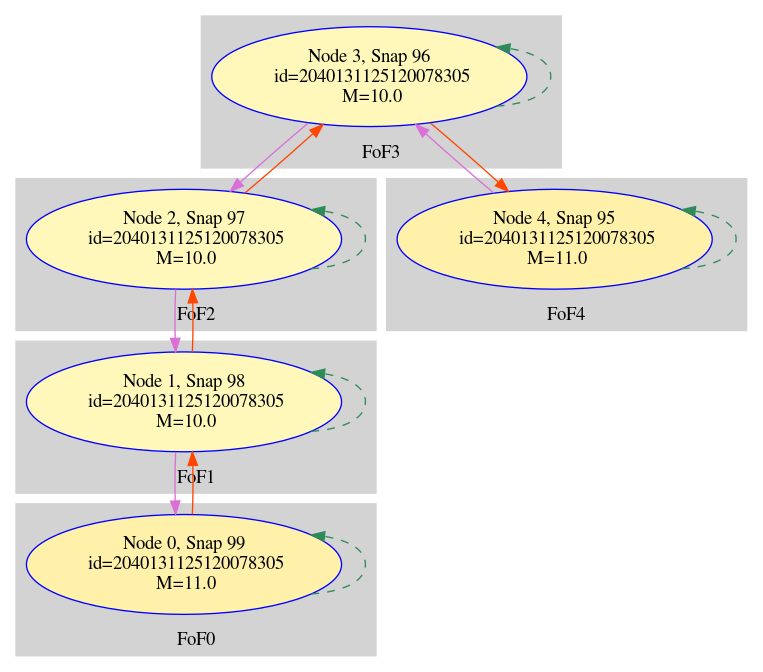 Node 3, Snap 96
id=2040131125120078305
M=10.0
FoF3
Node 2, Snap 97
id=2040131125120078305
M=10.0
FoF2
Node 4, Snap 95
id=2040131125120078305
M=11.0
FoF4
Node 1, Snap 98
id=2040131125120078305
M=10.0
FoF1
Node 0, Snap 99
id=2040131125120078305
M=11.0
FoF0